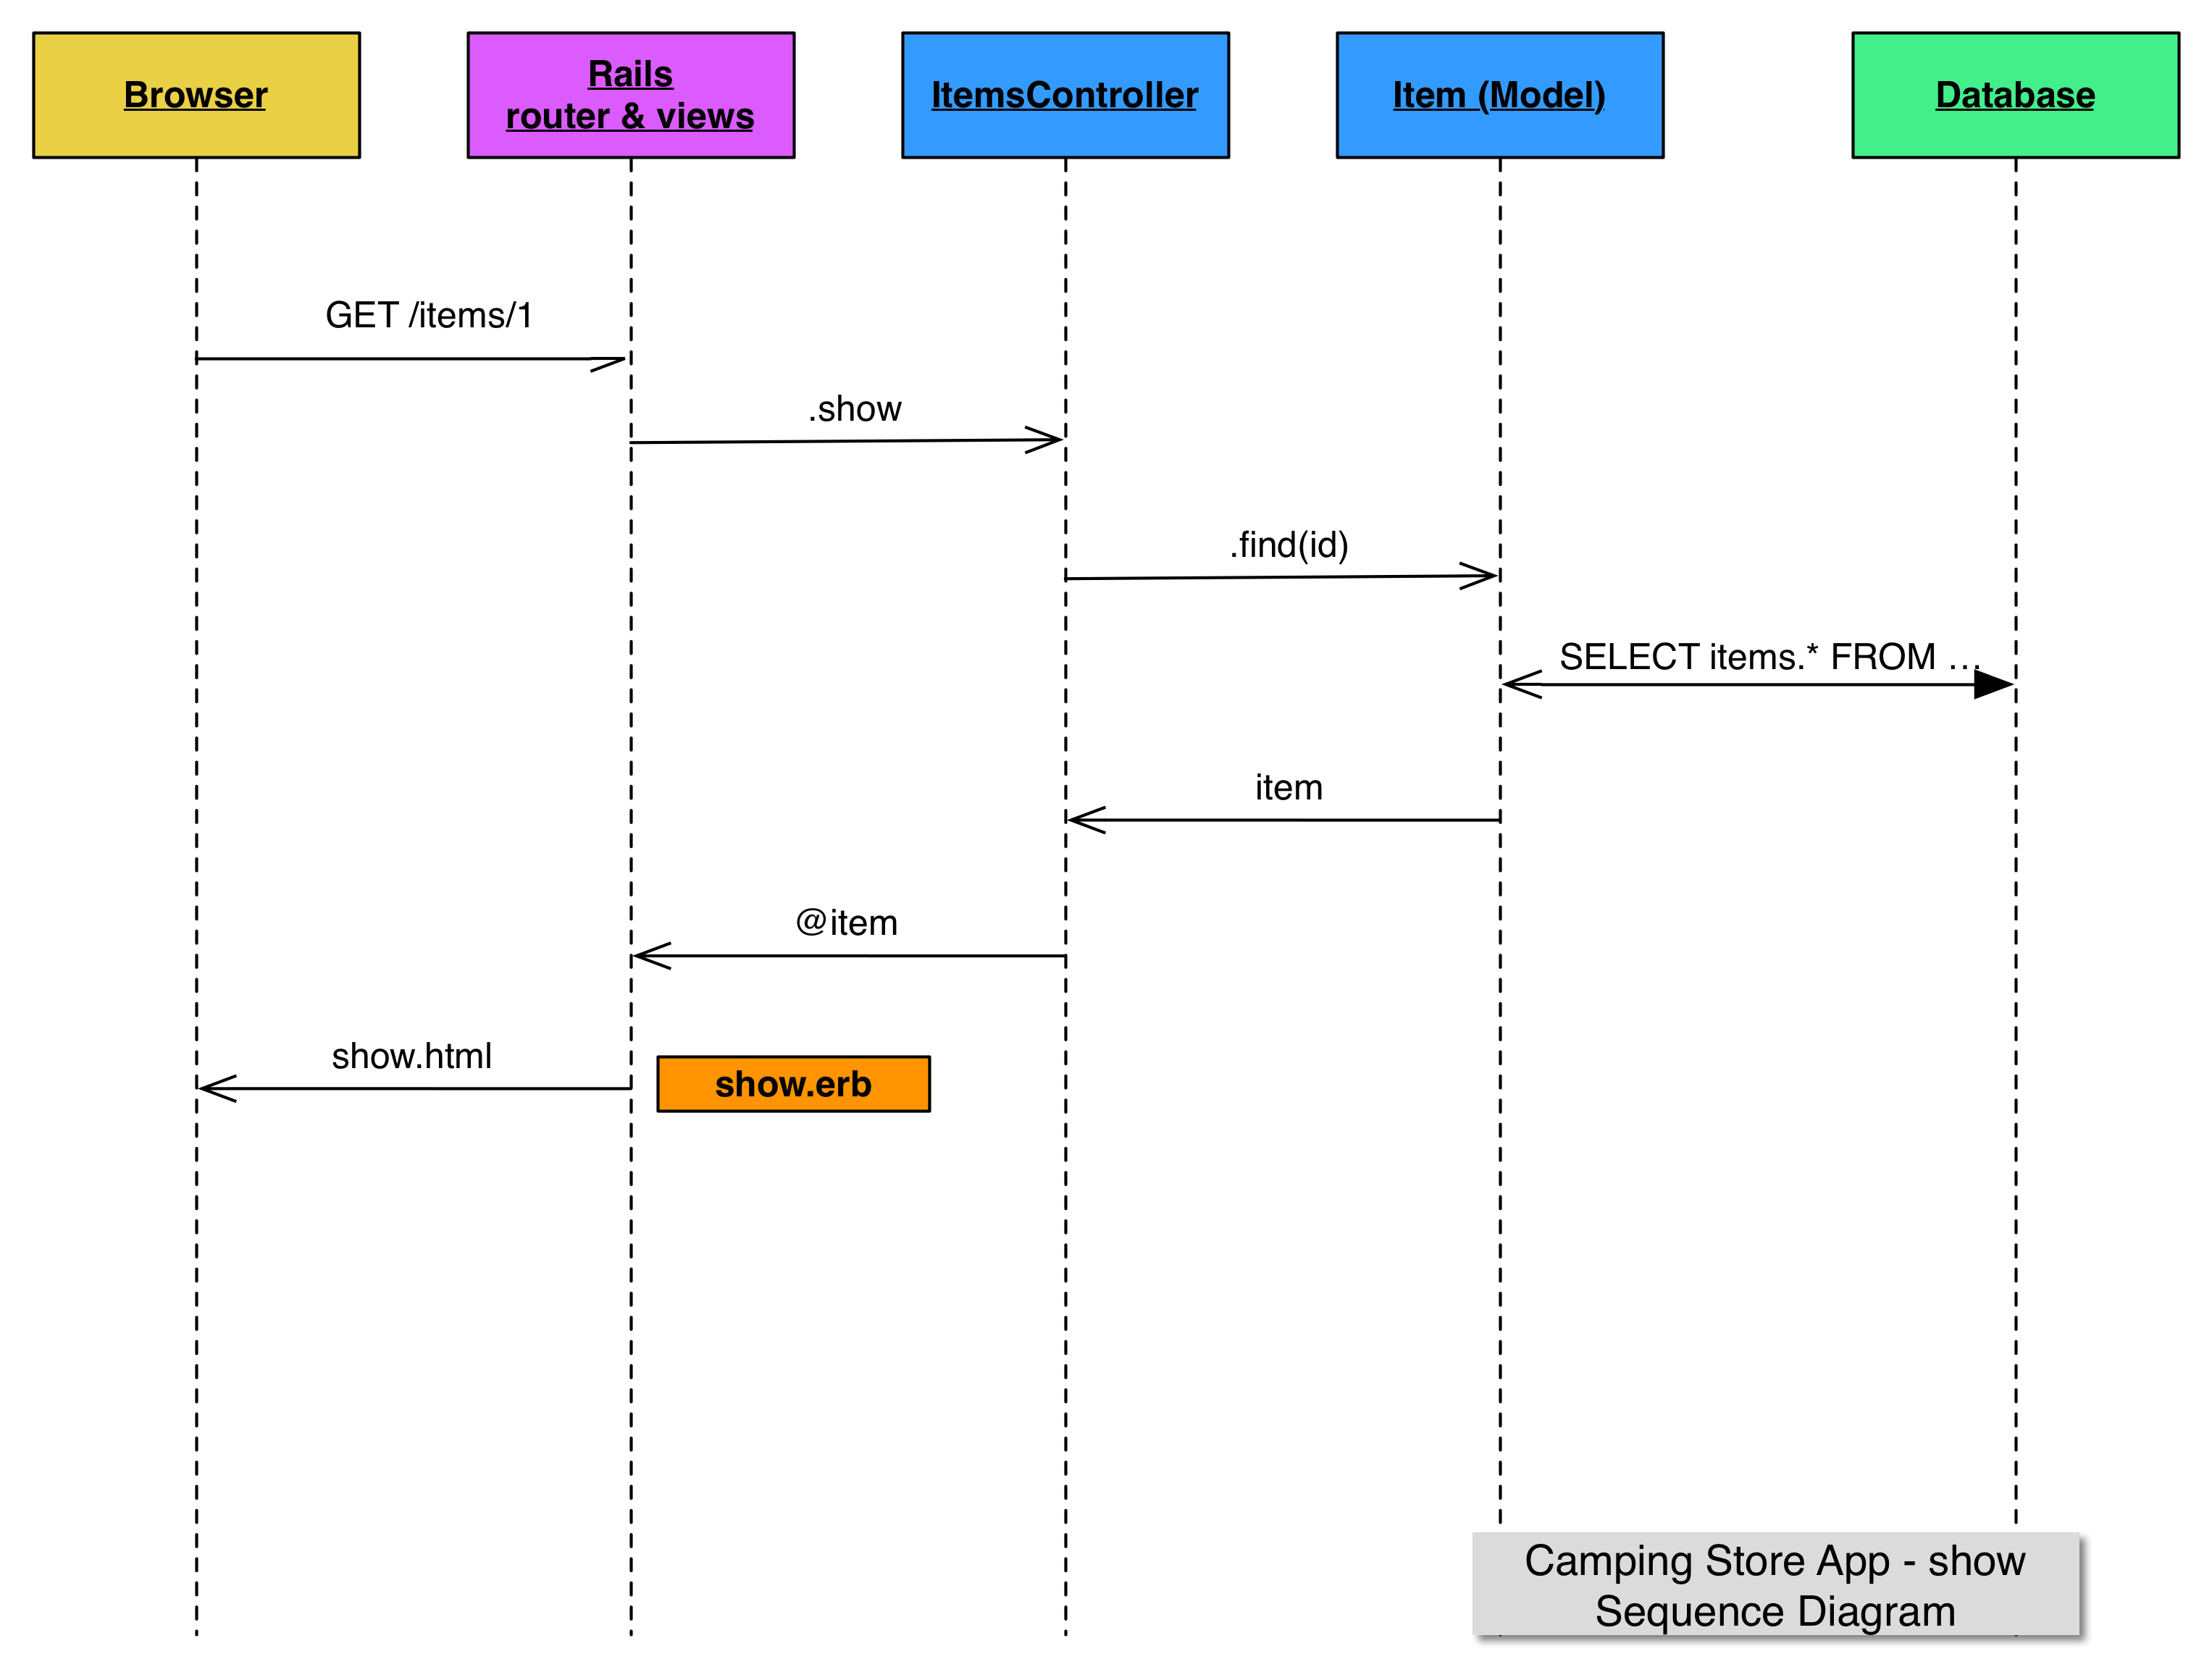 Browser
Rails
router & views
ItemsController
Item (Model)
Database
GET /items/1
.show
.find(id)
SELECT items.* FROM …
item
@item
show.html
show.erb
Camping Store App - show
Sequence Diagram